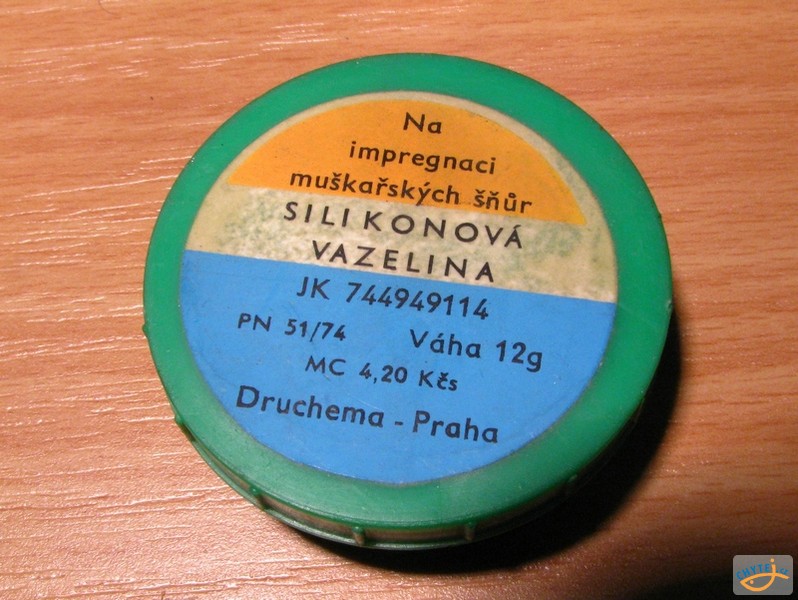 Na
impregnaci
muškařských šňůr
SILIKONOVÁ
VAZELINA
JK 744949114
PN 51/74 Váha 12g
MC 4,20 Kčs
Druchema - Praha